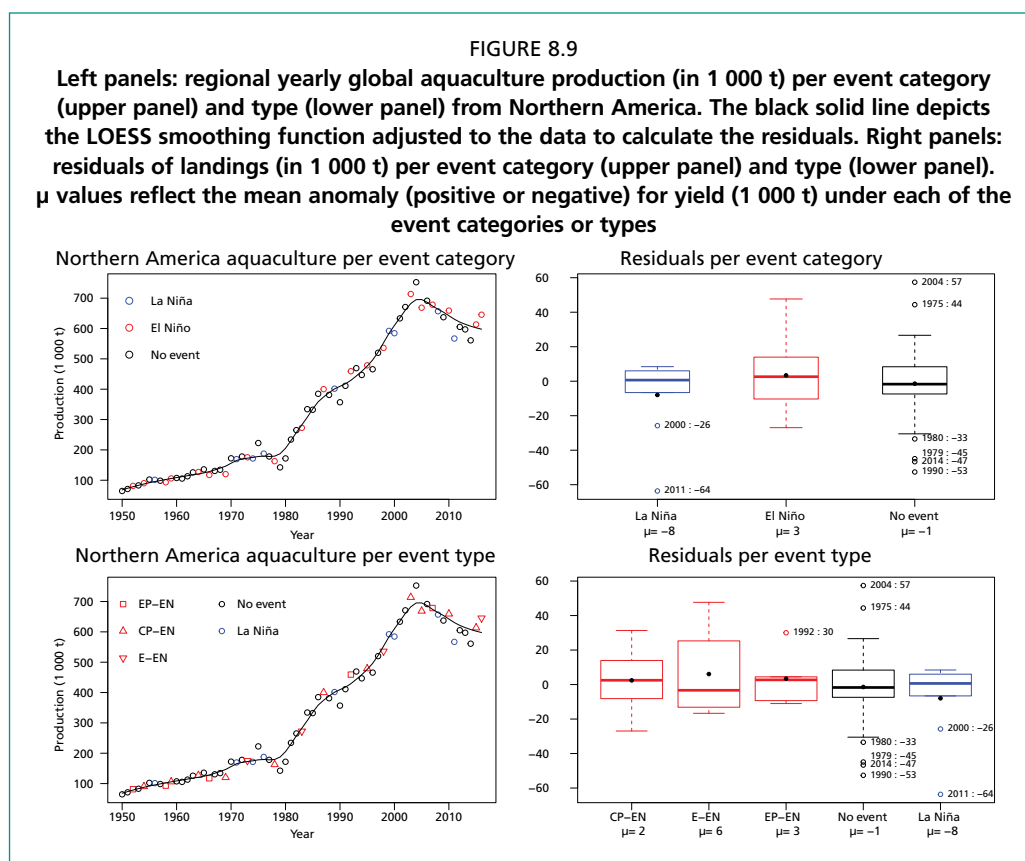 FIGURE 8.9
Left panels: regional yearly global aquaculture production (in 1 000 t) per event category
(upper panel) and type (lower panel) from Northern America. The black solid line depicts
the LOESS smoothing function adjusted to the data to calculate the residuals. Right panels:
residuals of landings (in 1 000 t) per event category (upper panel) and type (lower panel).
µ values reflect the mean anomaly (positive or negative) for yield (1 000 t) under each of the
event categories or types
Northern America aquaculture per event category
Production (1 000 t)
700
600
500
400
300
200
100
La Niña
El Niño
No event
1950 1960 1970 1980 1990 2000 2010
Year
Residuals per event category
60
40
20
0
−20
−40
−60
2000 : −26
2011 : −64
2004 : 57
1975 : 44
1980 : −33
1979 : −45
2014 : −47
1990 : −53
La Niña El Niño No event
µ= −8 µ= 3 µ= −1
Northern America aquaculture per event type
Production (1 000 t)
700
600
500
400
300
200
100
EP−EN No event
CP−EN La Niña
E−EN
1950 1960 1970 1980 1990 2000 2010
Year
Residuals per event type
60
40
20
0
−20
−40
−60
1992 : 30
2004 : 57
1975 : 44
1980 : −33
1979 : −45
2014 : −47
1990 : −53
2000 : −26
2011 : −64
CP−EN E−EN EP−EN No event La Niña
µ= 2 µ= 6 µ= 3 µ= −1 µ= −8